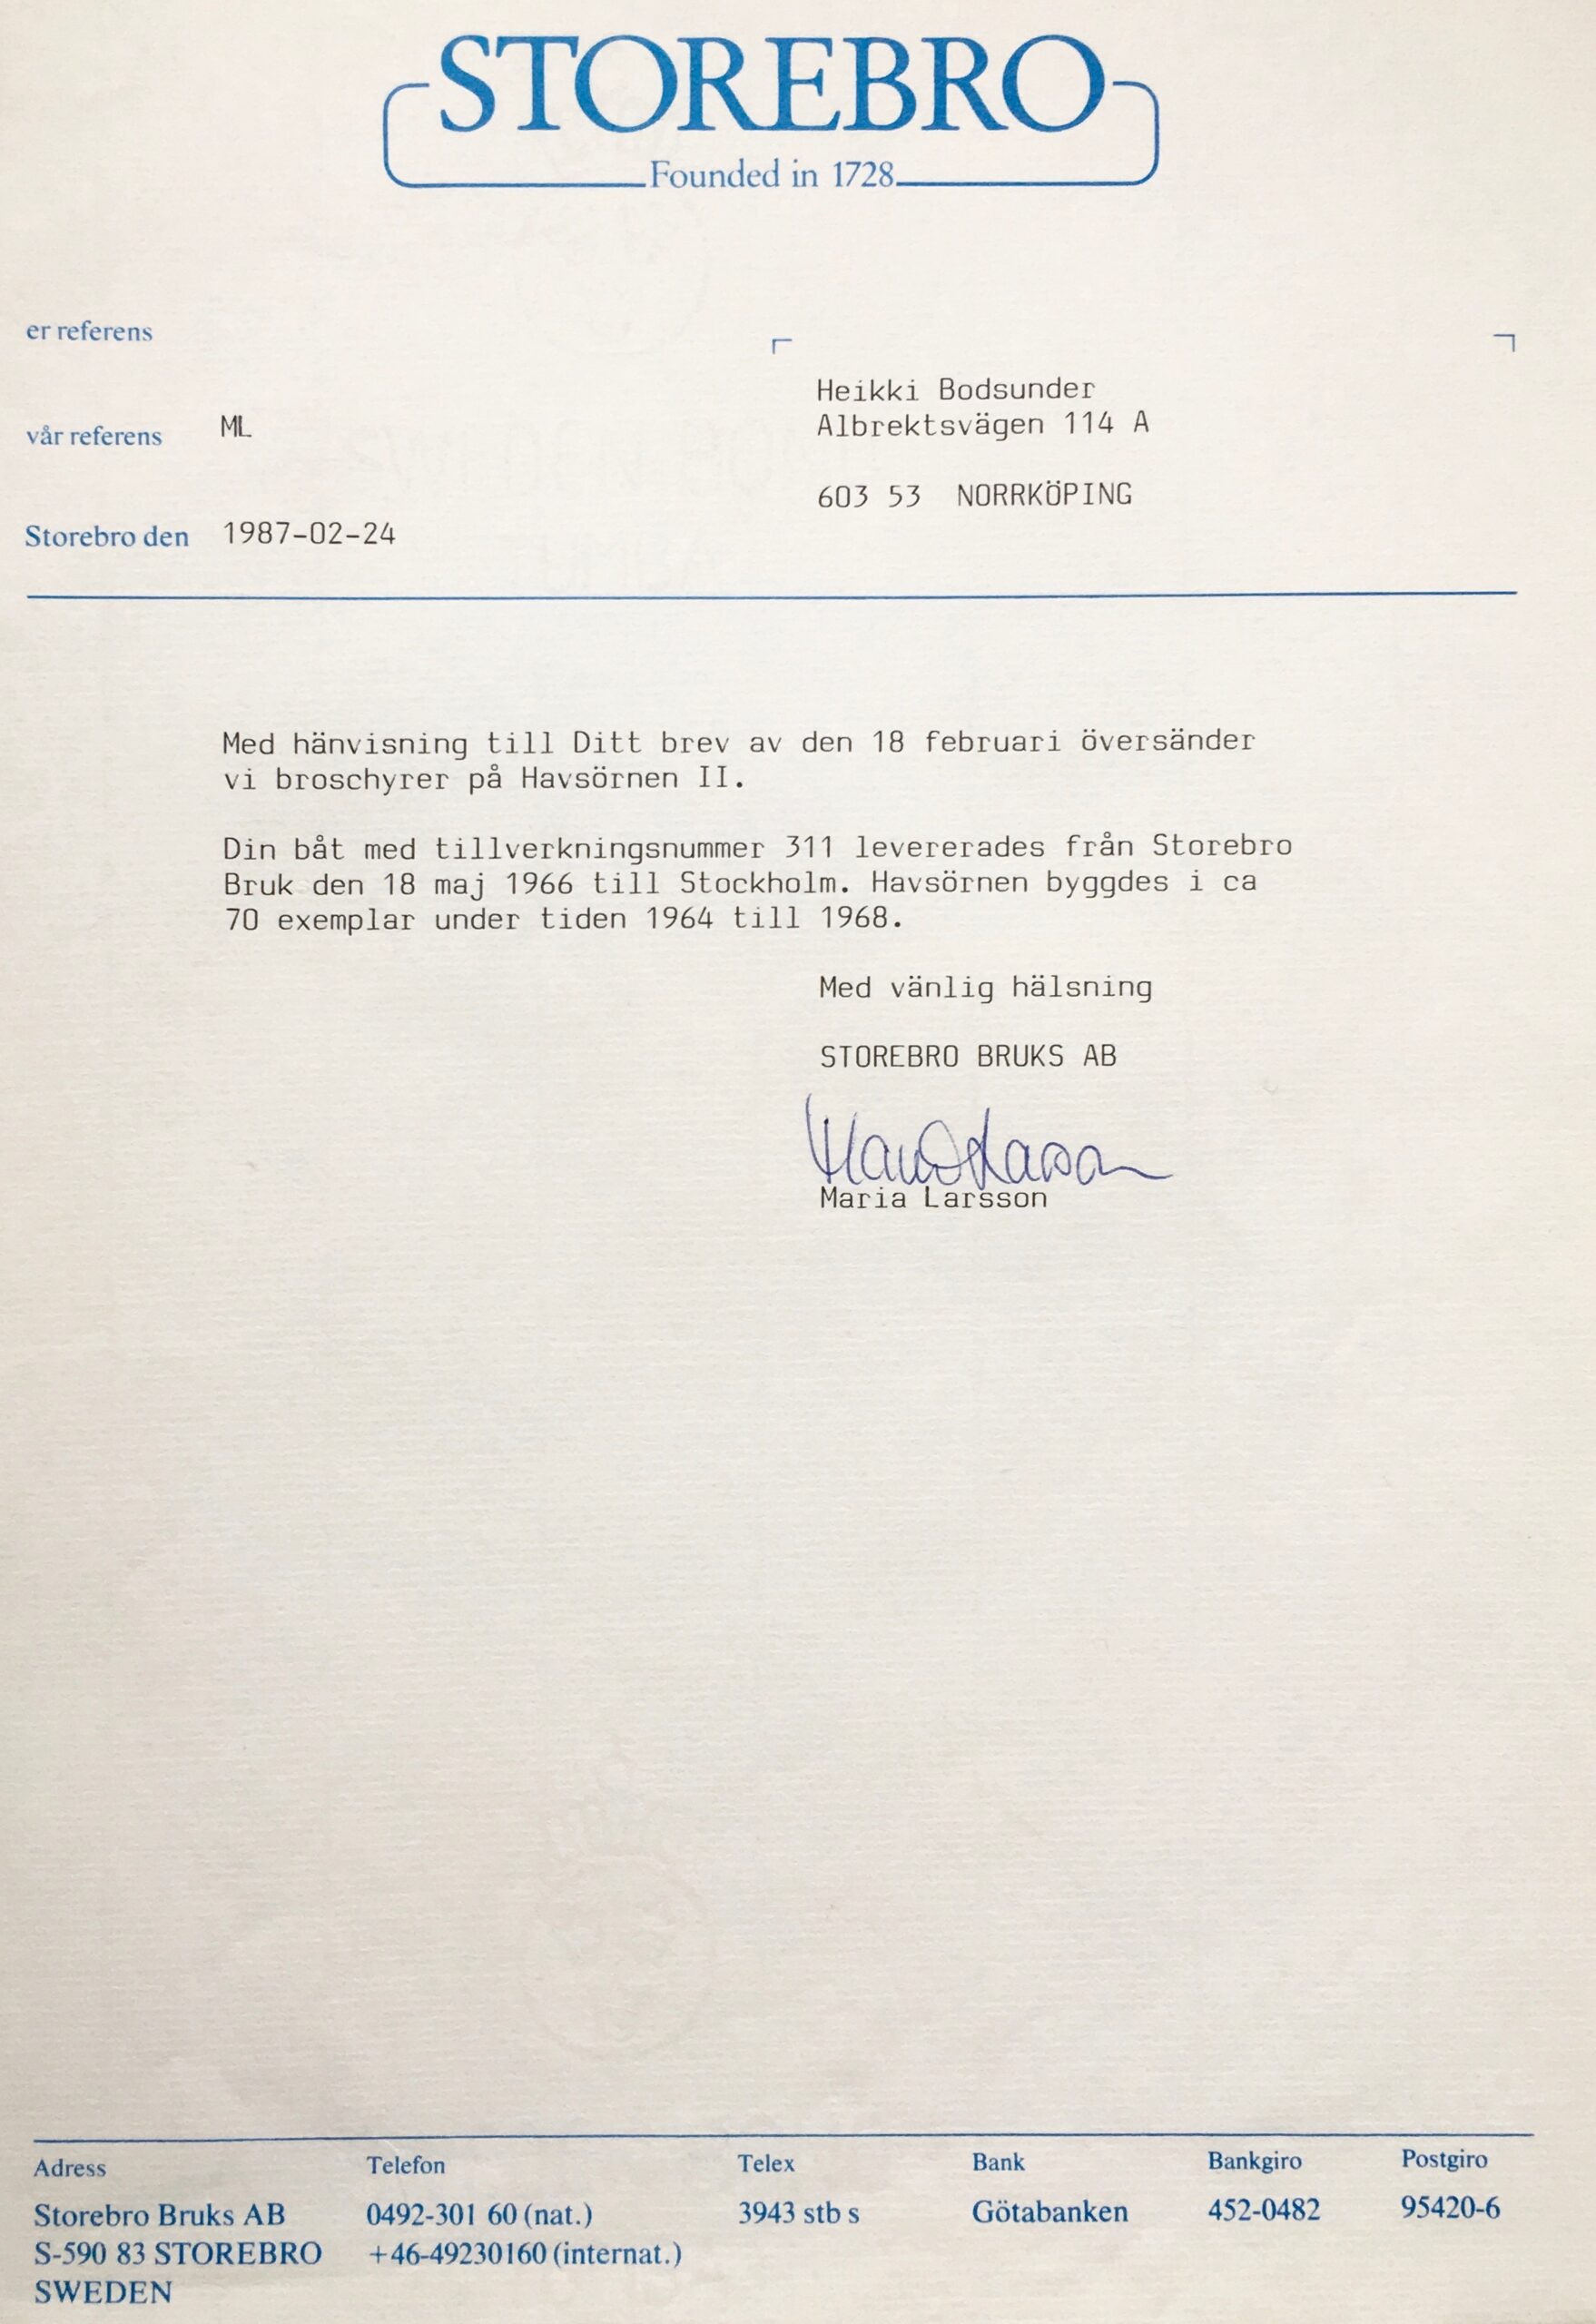 STOREBRO
Founded in 1728
er referens
vår referens ML
Storebro den 1987-02-24
Heikki Bodsunder
Albrektsvägen 114 A
603 53 NORRKÖPING
Med hänvisning till Ditt brev av den 18 februari översänder
vi broschyrer på Havsörnen II.
Din båt med tillverkningsnummer 311 levererades från Storebro
Bruk den 18 maj 1966 till Stockholm. Havsörnen byggdes i ca
70 exemplar under tiden 1964 till 1968.
Med vänlig hälsning
STOREBRO BRUKS AB
Maria Larsson
Maria Larsson
Adress Telefon Telex Bank Bankgiro Postgiro
Storebro Bruks AB 0492-301 60 (nat.) 3943 stb s Götabanken 452-0482 95420-6
S-590 83 STOREBRO +46-49230160 (internat.)
SWEDEN